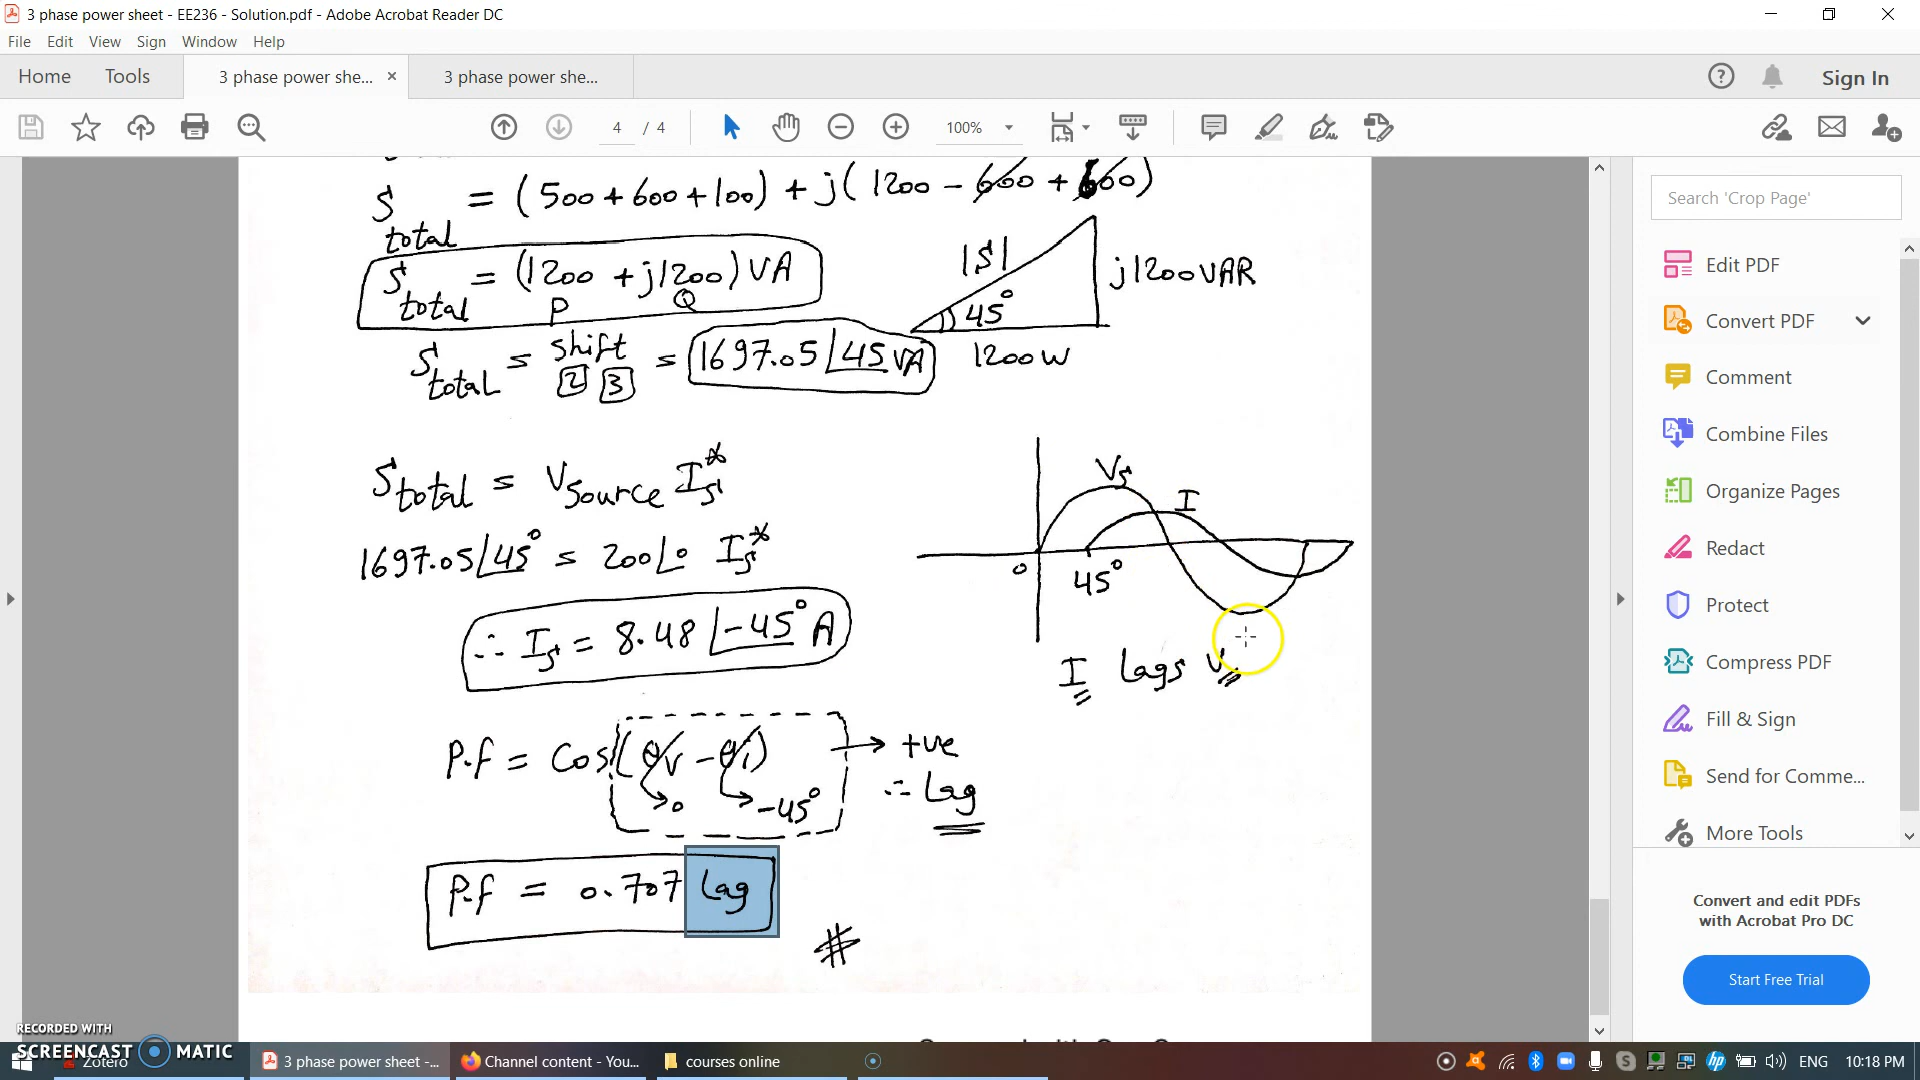 3 phase power sheet - EE236 - Solution.pdf - Adobe Acrobat Reader DC
File Edit View Sign Window Help
Home Tools 3 phase power she... × 3 phase power she... Sign In
4 / 4 100%
S total = (500+600+100) + j(1200 - 600 + 600)
S total = (1200 + j1200) VA
P Q
|S| 45° j1200 VAR
1200 W
S total = shift 2 3 = 1697.05∠45 VA
S total = V source Is*
1697.05∠45° = 200∠0 Is*
∴ Is = 8.48∠-45° A
Vs I
0 45°
I lags Vs
P.f = Cos(θv - θi) → +ve
0 -45° ∴ Lag
P.f = 0.707 Lag
#
Search 'Crop Page'
Edit PDF
Convert PDF
Comment
Combine Files
Organize Pages
Redact
Protect
Compress PDF
Fill & Sign
Send for Comme...
More Tools
Convert and edit PDFs
with Acrobat Pro DC
Start Free Trial
RECORDED WITH
SCREENCAST MATIC
Zotero 3 phase power sheet -... Channel content - You... courses online ENG 10:18 PM